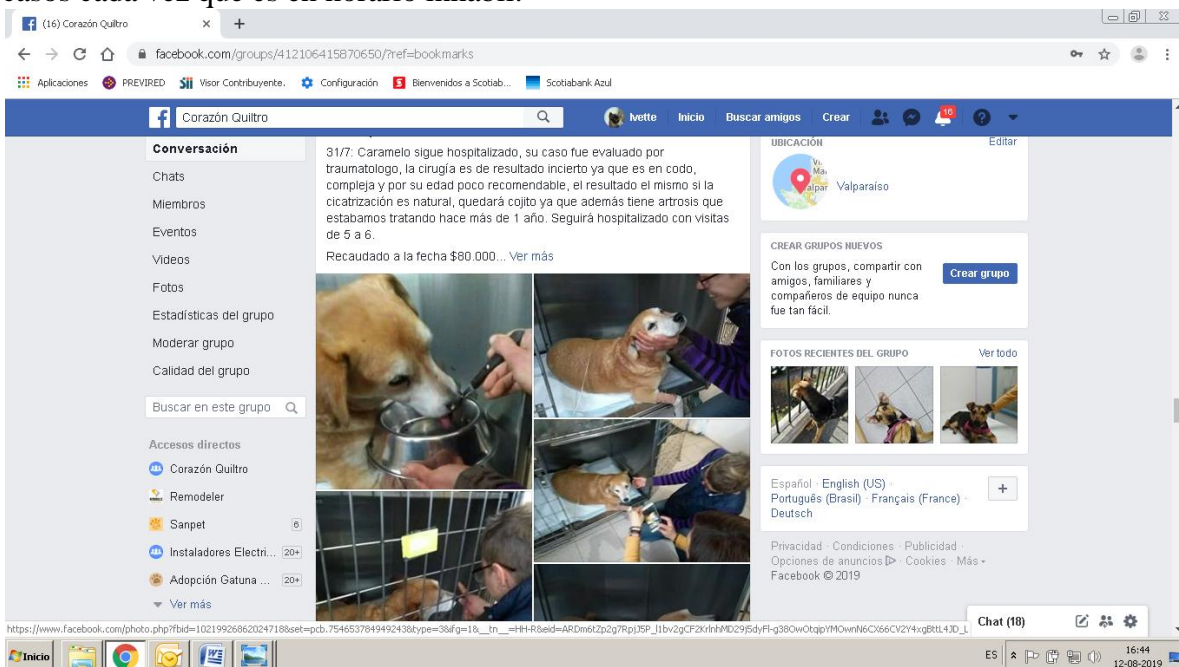 (16) Corazón Quiltro
facebook.com/groups/412106415870650/?ref=bookmarks
Aplicaciones PREVIRED Sii Visor Contribuyente. Configuración Bienvenidos a Scotiab... Scotiabank Azul
Corazón Quiltro Ivette Inicio Buscar amigos Crear 16
Conversación
Chats
Miembros
Eventos
Videos
Fotos
Estadísticas del grupo
Moderar grupo
Calidad del grupo
Buscar en este grupo
Accesos directos
Corazón Quiltro
Remodeler
Sanpet 6
Instaladores Electri... 20+
Adopción Gatuna ... 20+
Ver más
31/7: Caramelo sigue hospitalizado, su caso fue evaluado por
traumatologo, la cirugía es de resultado incierto ya que es en codo,
compleja y por su edad poco recomendable, el resultado el mismo si la
cicatrización es natural, quedará cojito ya que además tiene artrosis que
estabamos tratando hace más de 1 año. Seguirá hospitalizado con visitas
de 5 a 6.
Recaudado a la fecha $80.000... Ver más
UBICACIÓN Editar
Valparaíso
CREAR GRUPOS NUEVOS
Con los grupos, compartir con
amigos, familiares y
compañeros de equipo nunca
fue tan fácil.
Crear grupo
FOTOS RECIENTES DEL GRUPO Ver todo
Español · English (US) ·
Português (Brasil) · Français (France) ·
Deutsch
Privacidad · Condiciones · Publicidad ·
Opciones de anuncios · Cookies · Más
Facebook © 2019
Chat (18)
Inicio
ES 16:44
12-08-2019